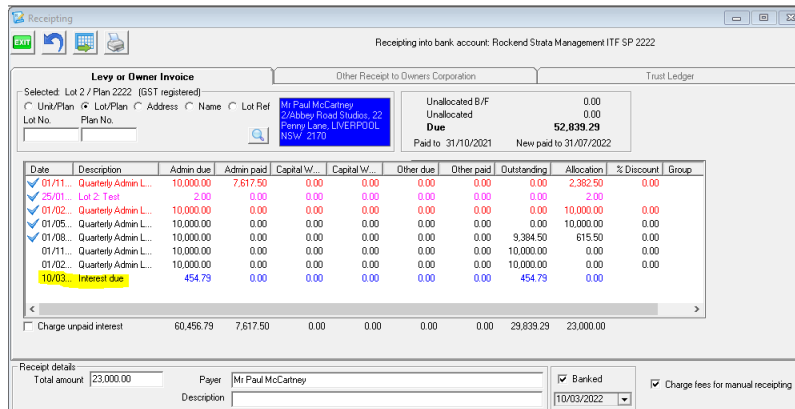 Receipting
EXIT
Receipting into bank account: Rockend Strata Management ITF SP 2222
Levy or Owner Invoice Other Receipt to Owners Corporation Trust Ledger
Selected: Lot 2 / Plan 2222 (GST registered)
Unit/Plan Lot/Plan Address Name Lot Ref
Lot No. Plan No.
Mr Paul McCartney
2/Abbey Road Studios, 22
Penny Lane, LIVERPOOL
NSW 2170
Unallocated B/F 0.00
Unallocated 0.00
Due 52,839.29
Paid to 31/10/2021 New paid to 31/07/2022
Date Description Admin due Admin paid Capital W... Capital W... Other due Other paid Outstanding Allocation % Discount Group
01/11... Quarterly Admin L... 10,000.00 7,617.50 0.00 0.00 0.00 0.00 0.00 2,382.50 0.00
25/01... Lot 2: Test 2.00 0.00 0.00 0.00 0.00 0.00 0.00 2.00
01/02... Quarterly Admin L... 10,000.00 0.00 0.00 0.00 0.00 0.00 0.00 10,000.00 0.00
01/05... Quarterly Admin L... 10,000.00 0.00 0.00 0.00 0.00 0.00 0.00 10,000.00 0.00
01/08... Quarterly Admin L... 10,000.00 0.00 0.00 0.00 0.00 0.00 9,384.50 615.50 0.00
01/11... Quarterly Admin L... 10,000.00 0.00 0.00 0.00 0.00 0.00 10,000.00 0.00 0.00
01/02... Quarterly Admin L... 10,000.00 0.00 0.00 0.00 0.00 0.00 10,000.00 0.00 0.00
10/03... Interest due 454.79 0.00 0.00 0.00 0.00 0.00 454.79 0.00
Charge unpaid interest 60,456.79 7,617.50 0.00 0.00 0.00 0.00 29,839.29 23,000.00
Receipt details
Total amount 23,000.00 Payer Mr Paul McCartney
Description
Banked
10/03/2022
Charge fees for manual receipting